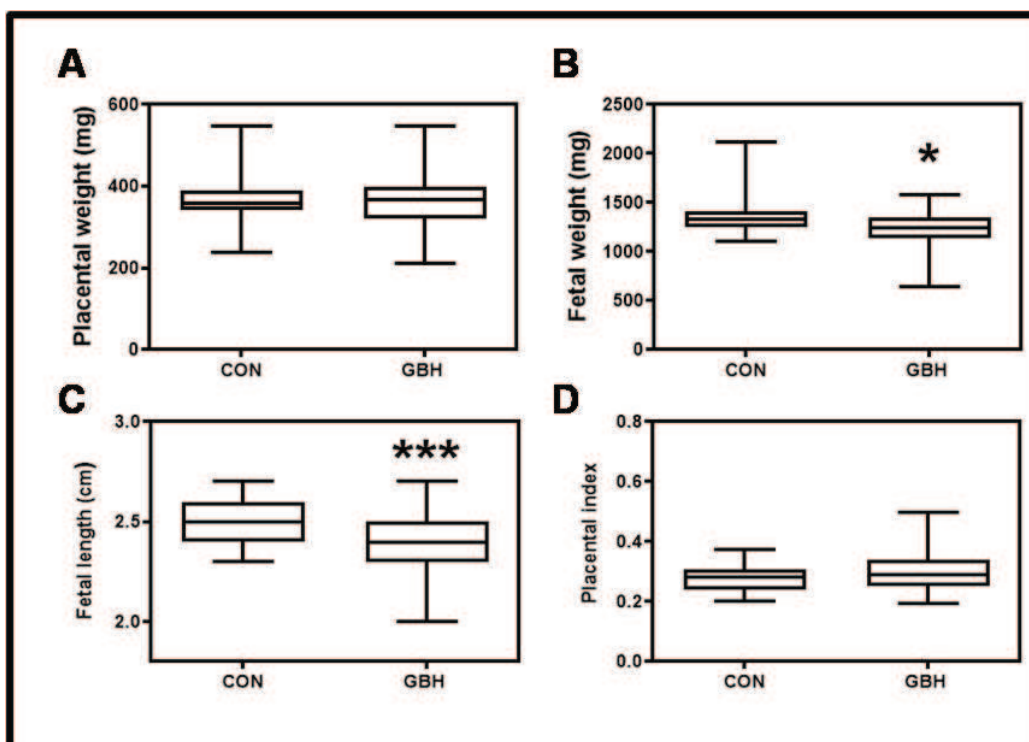 A
Placental weight (mg)
600
400
200
0
CON
GBH
B
Fetal weight (mg)
2500
2000
1500
1000
500
0
*
CON
GBH
C
Fetal length (cm)
3.0
2.5
2.0
***
CON
GBH
D
Placental index
0.8
0.6
0.4
0.2
0.0
CON
GBH